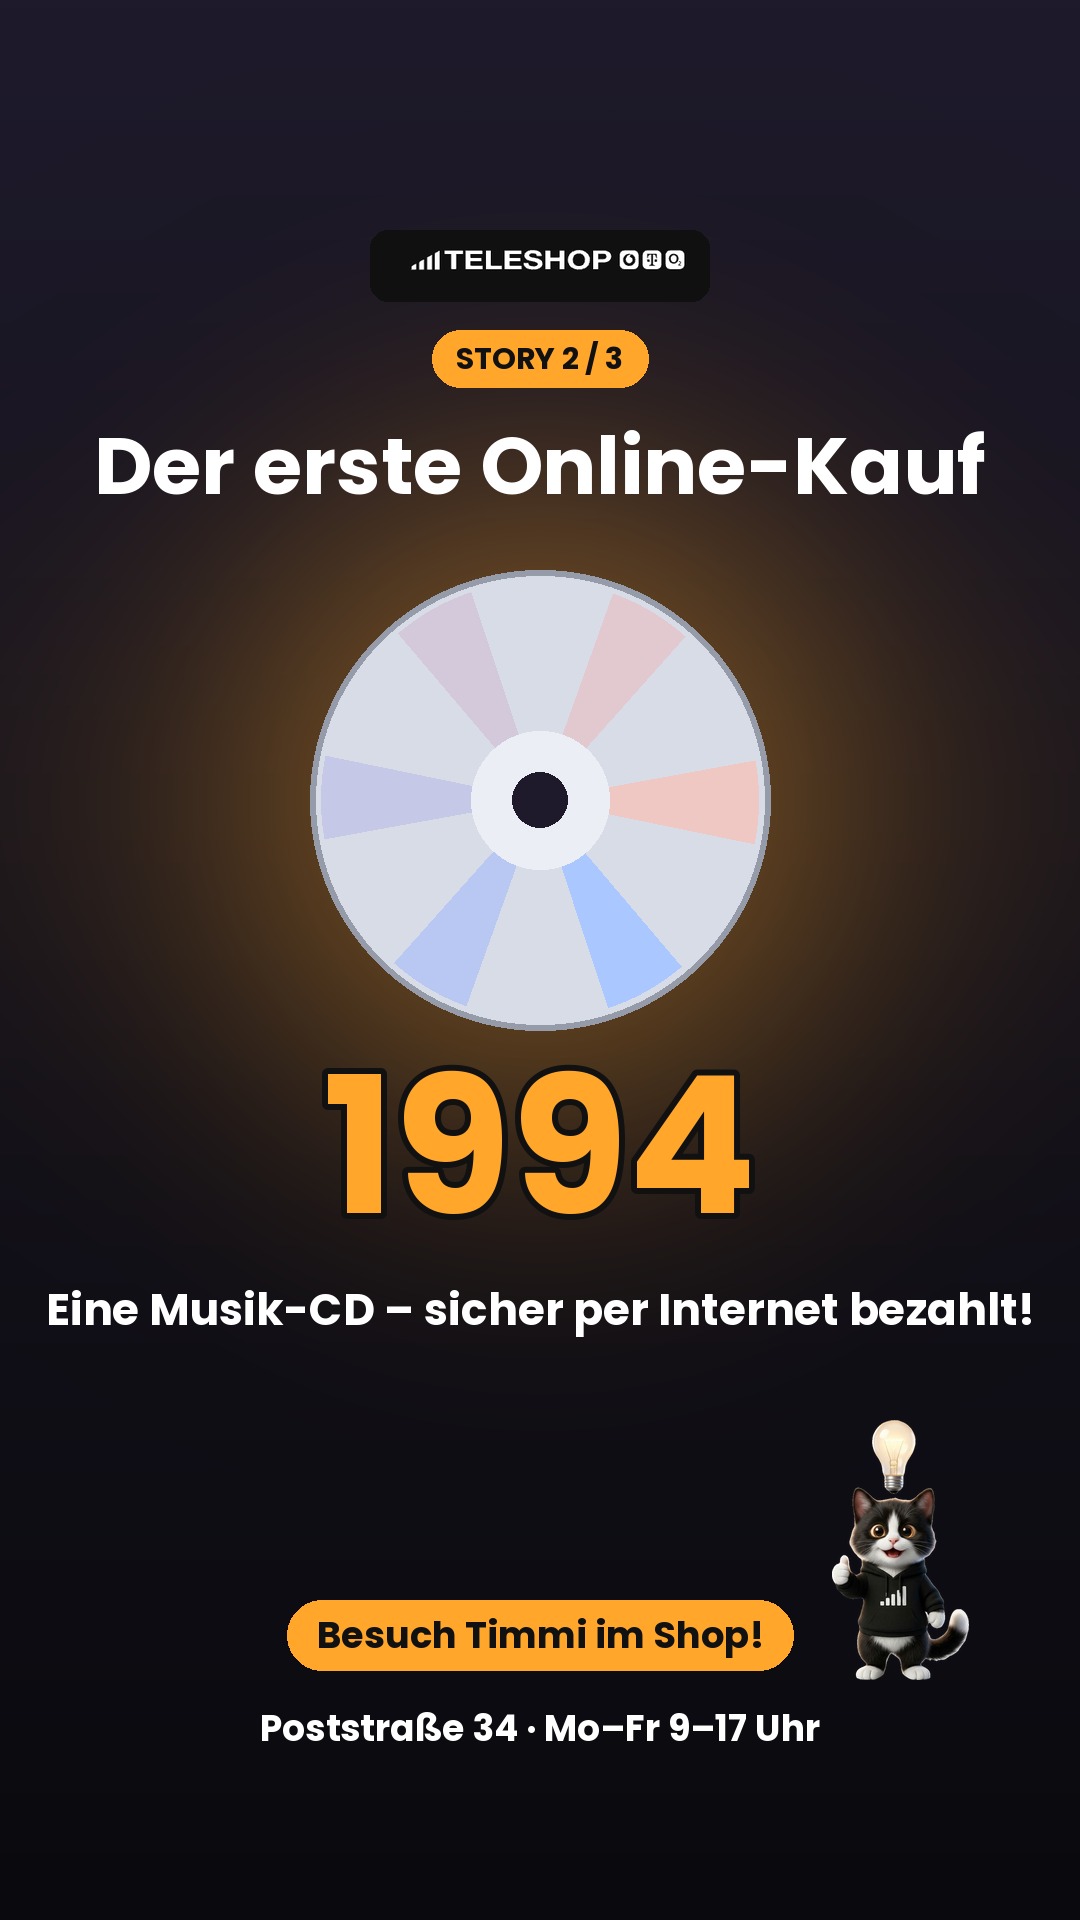 TELESHOP
STORY 2 / 3
Der erste Online-Kauf
1994
Eine Musik-CD – sicher per Internet bezahlt!
Besuch Timmi im Shop!
Poststraße 34 · Mo–Fr 9–17 Uhr